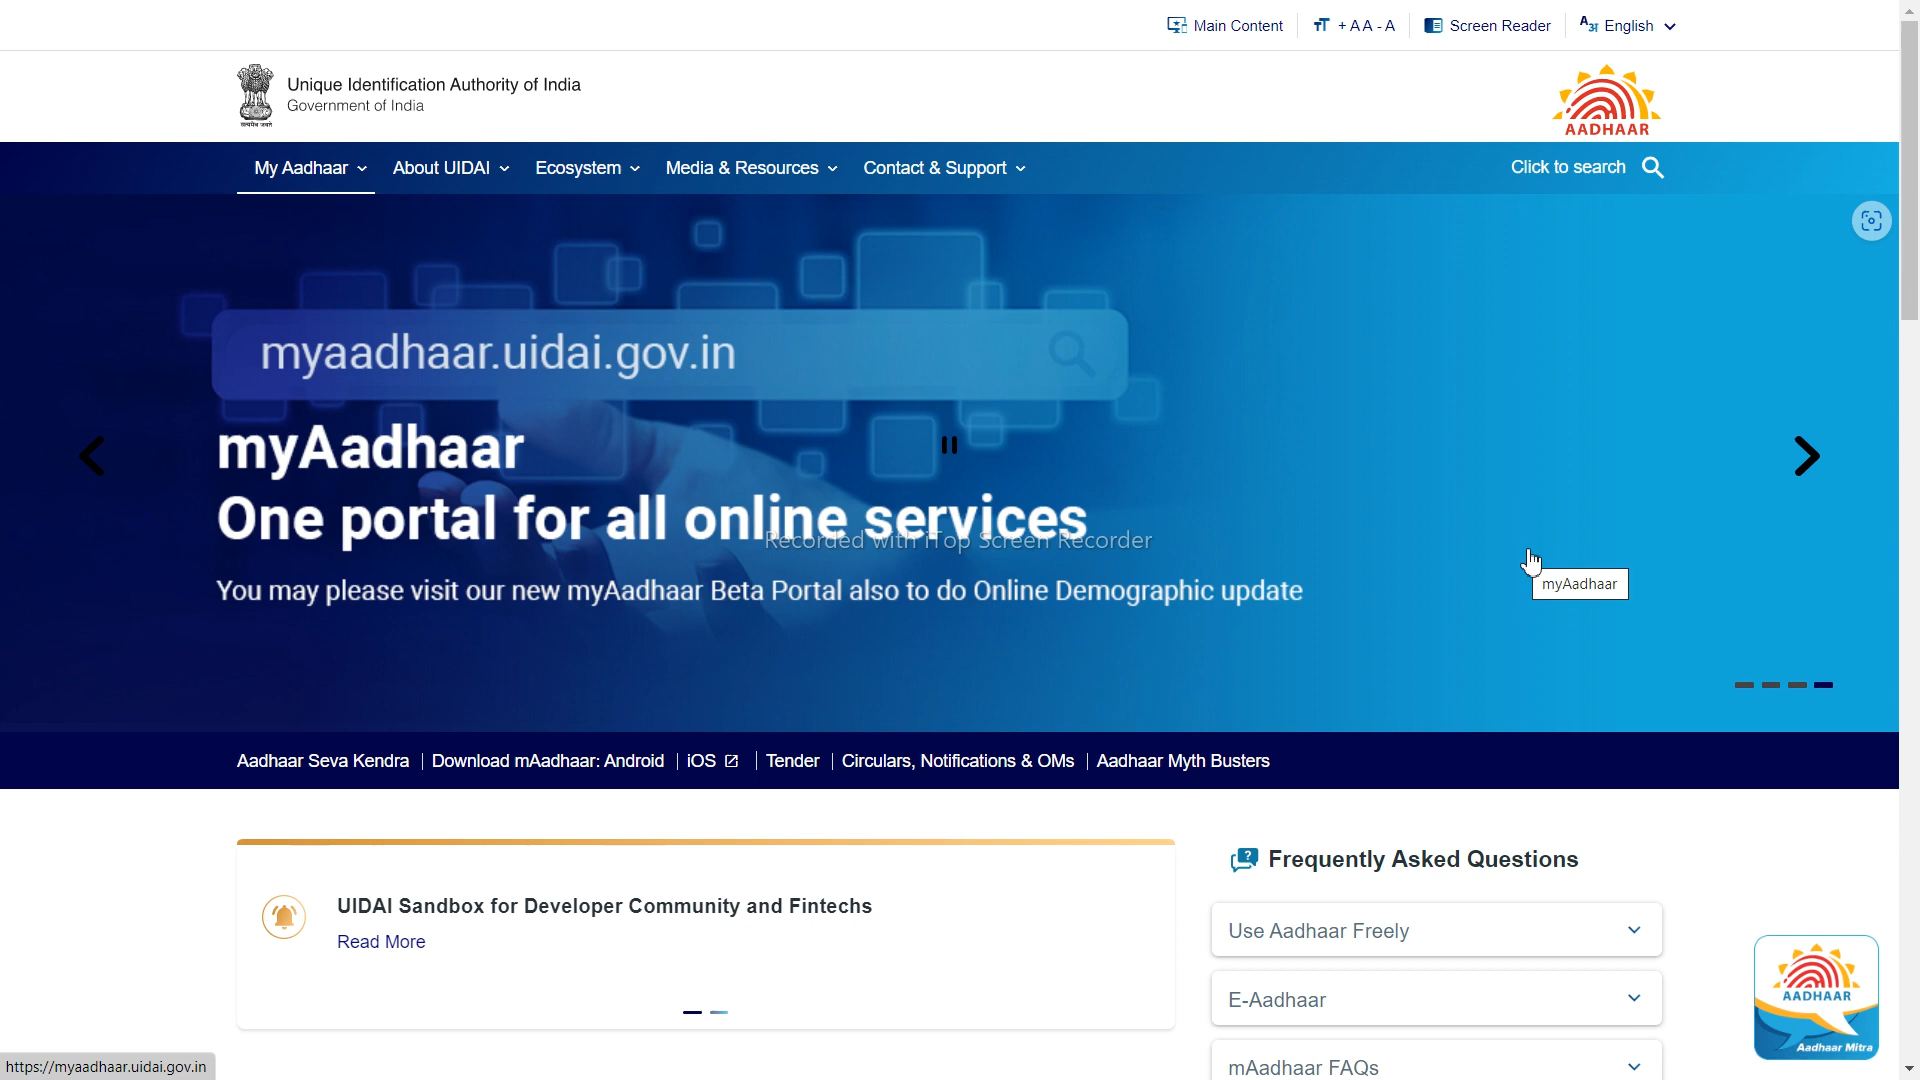 Main Content
+ A A - A
Screen Reader
English
Unique Identification Authority of India
Government of India
AADHAAR
My Aadhaar
About UIDAI
Ecosystem
Media & Resources
Contact & Support
Click to search
myaadhaar.uidai.gov.in
myAadhaar
One portal for all online services
Recorded with iTop Screen Recorder
You may please visit our new myAadhaar Beta Portal also to do Online Demographic update
myAadhaar
Aadhaar Seva Kendra
Download mAadhaar: Android
iOS
Tender
Circulars, Notifications & OMs
Aadhaar Myth Busters
UIDAI Sandbox for Developer Community and Fintechs
Read More
Frequently Asked Questions
Use Aadhaar Freely
E-Aadhaar
mAadhaar FAQs
AADHAAR
Aadhaar Mitra
https://myaadhaar.uidai.gov.in